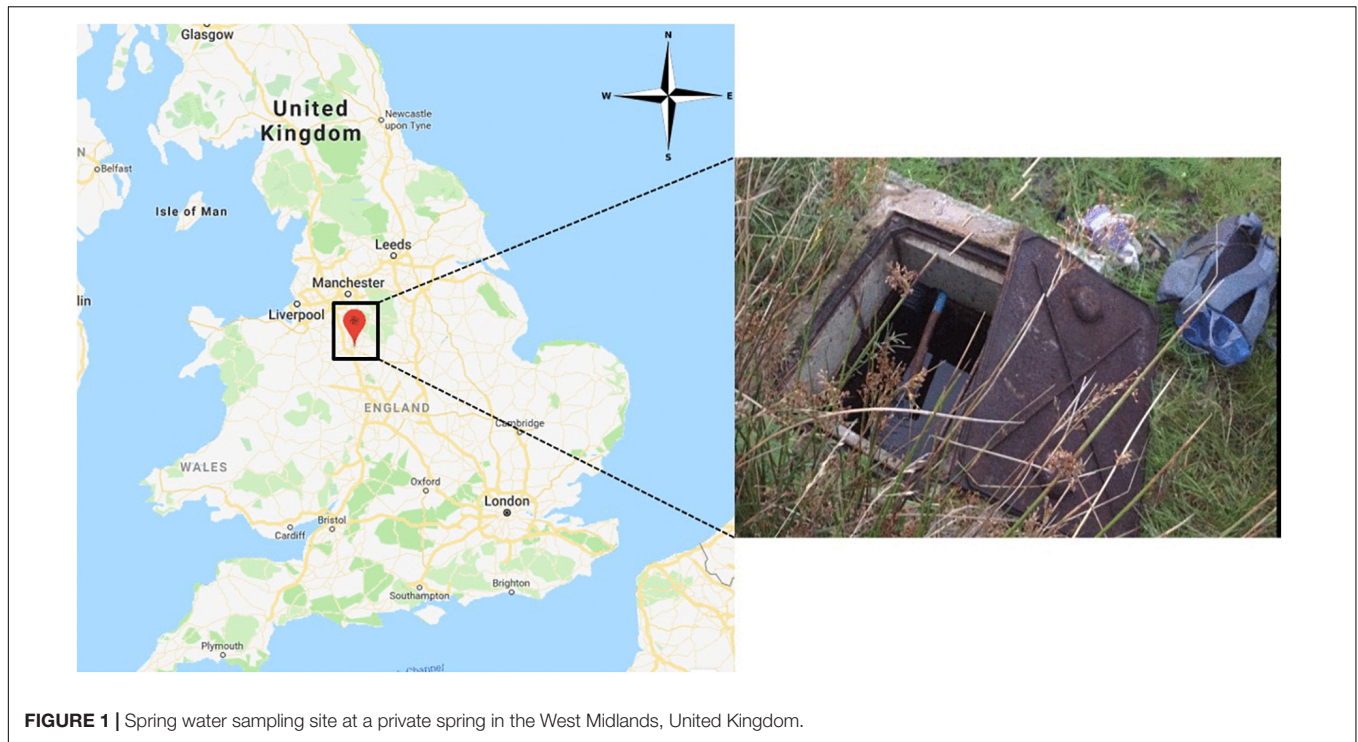 Glasgow
N
United
Kingdom
Newcastle
upon Tyne
W
E
S
N
Belfast
Isle of Man
Leeds
Manchester
lin
Liverpool
ENGLAND
Cambridge
WALES
Oxford
London
Bristol
Cardiff
Brighton
Southampton
Plymouth
Channel
FIGURE 1 | Spring water sampling site at a private spring in the West Midlands, United Kingdom.